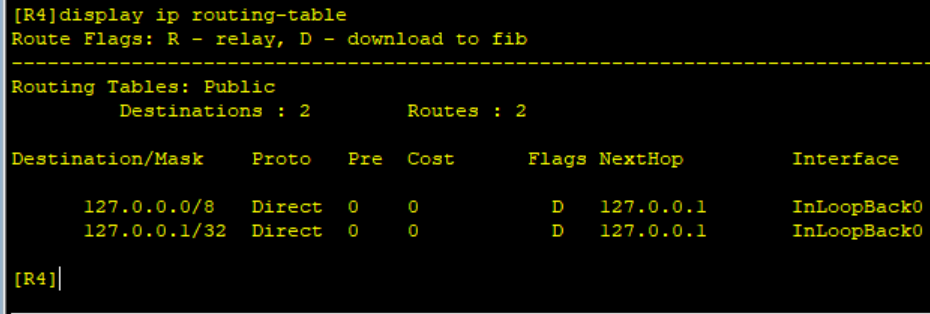 [R4]display ip routing-table
Route Flags: R - relay, D - download to fib
------------------------------------------------------------------------------
Routing Tables: Public
         Destinations : 2        Routes : 2

Destination/Mask    Proto   Pre  Cost      Flags NextHop         Interface

      127.0.0.0/8   Direct  0    0           D   127.0.0.1       InLoopBack0
      127.0.0.1/32  Direct  0    0           D   127.0.0.1       InLoopBack0

[R4]